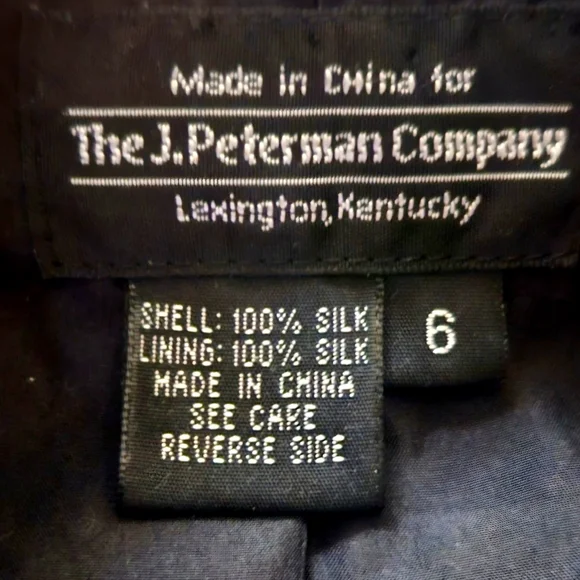 Made in China for
The J. Peterman Company
Lexington, Kentucky
SHELL: 100% SILK
LINING: 100% SILK
MADE IN CHINA
SEE CARE
REVERSE SIDE
6